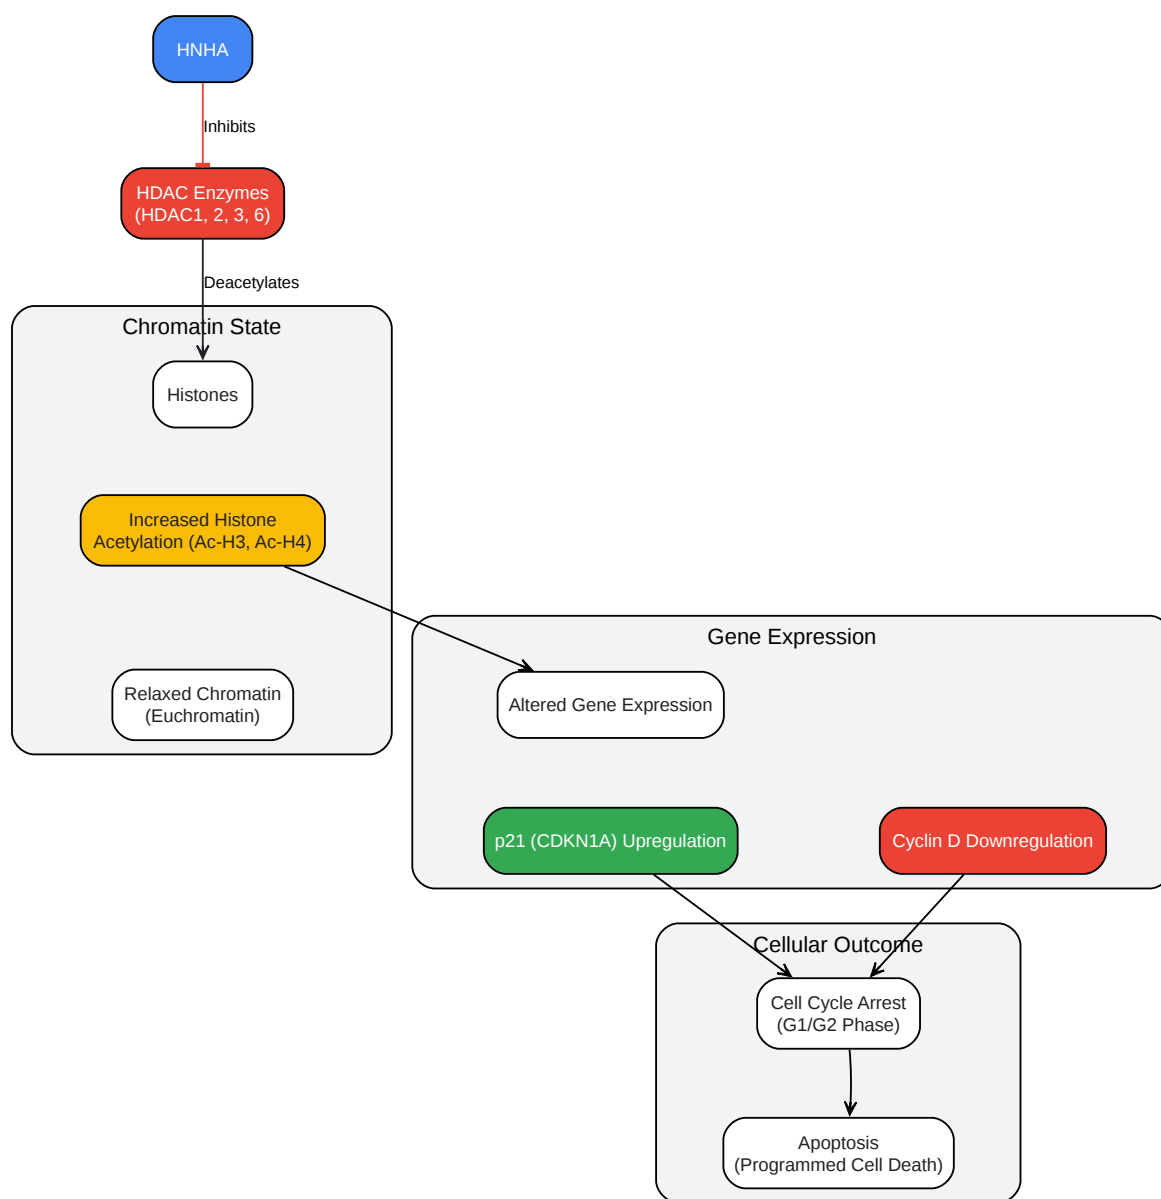 HNHA
Inhibits
HDAC Enzymes
(HDAC1, 2, 3, 6)
Deacetylates
Chromatin State
Histones
Increased Histone
Acetylation (Ac-H3, Ac-H4)
Relaxed Chromatin
(Euchromatin)
Gene Expression
Altered Gene Expression
p21 (CDKN1A) Upregulation
Cyclin D Downregulation
Cellular Outcome
Cell Cycle Arrest
(G1/G2 Phase)
Apoptosis
(Programmed Cell Death)